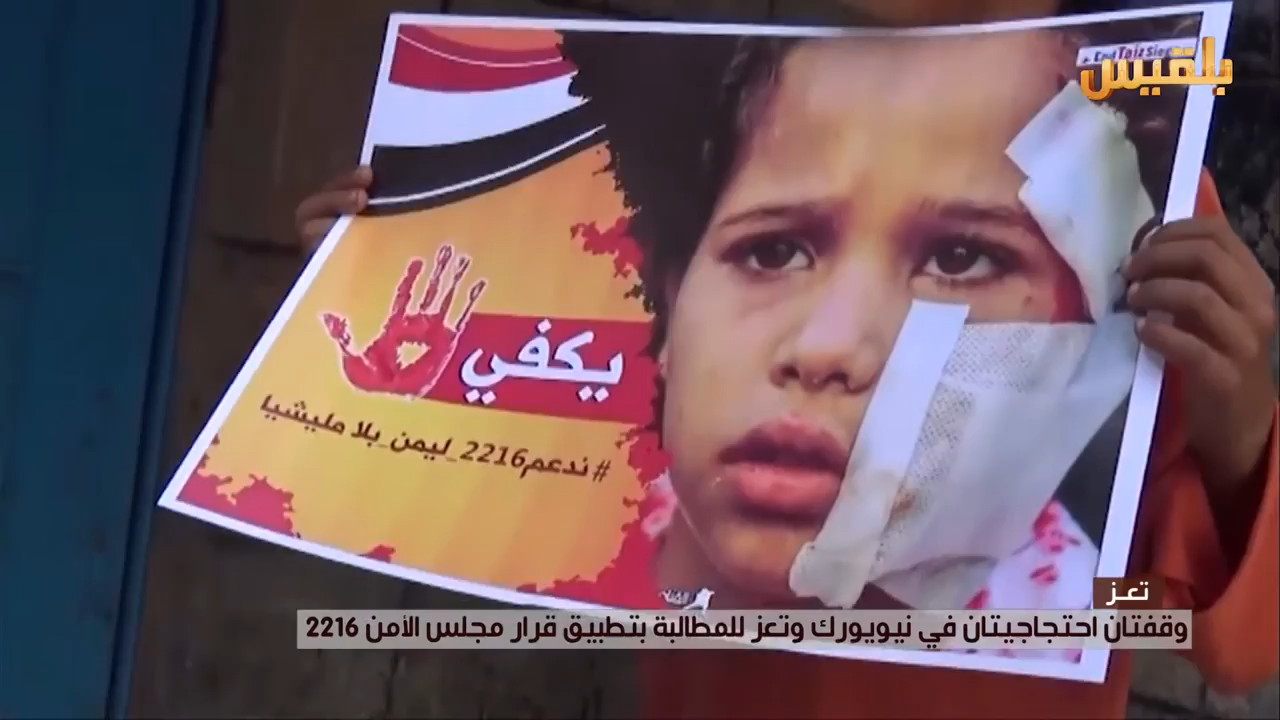 End Taiz Siege
بلقيس
يكفي
#ندعم2216_ليمن_بلا_مليشيا
تعز
وقفتان احتجاجيتان في نيويورك وتعز للمطالبة بتطبيق قرار مجلس الأمن 2216